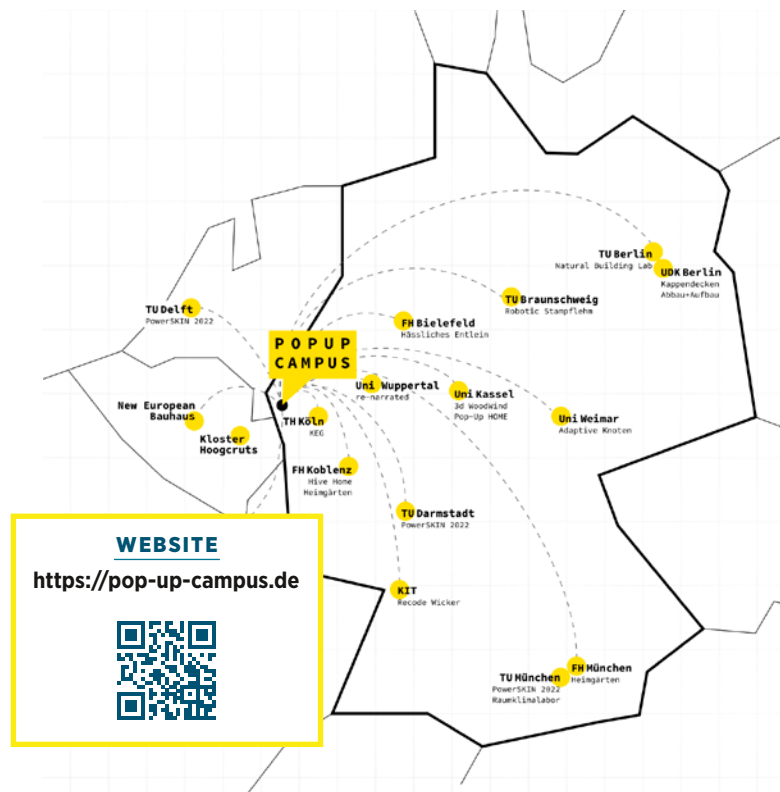 TU Berlin
Natural Building Lab
UDK Berlin
Kappendecken
Abbau+Aufbau
TU Delft
PowerSKIN 2022
TU Braunschweig
Robotic Stampflehm
FH Bielefeld
Hässliches Entlein
POPUP
CAMPUS
Uni Wuppertal
re-narrated
Uni Kassel
3d WoodWind
Pop-Up HOME
New European
Bauhaus
Kloster
Hoogcruts
TH Köln
KEG
Uni Weimar
Adaptive Knoten
FH Koblenz
Hive Home
Heimgärten
TU Darmstadt
PowerSKIN 2022
WEBSITE
https://pop-up-campus.de
KIT
Recode Wicker
FH München
Heimgärten
TU München
PowerSKIN 2022
Raumklinalabor